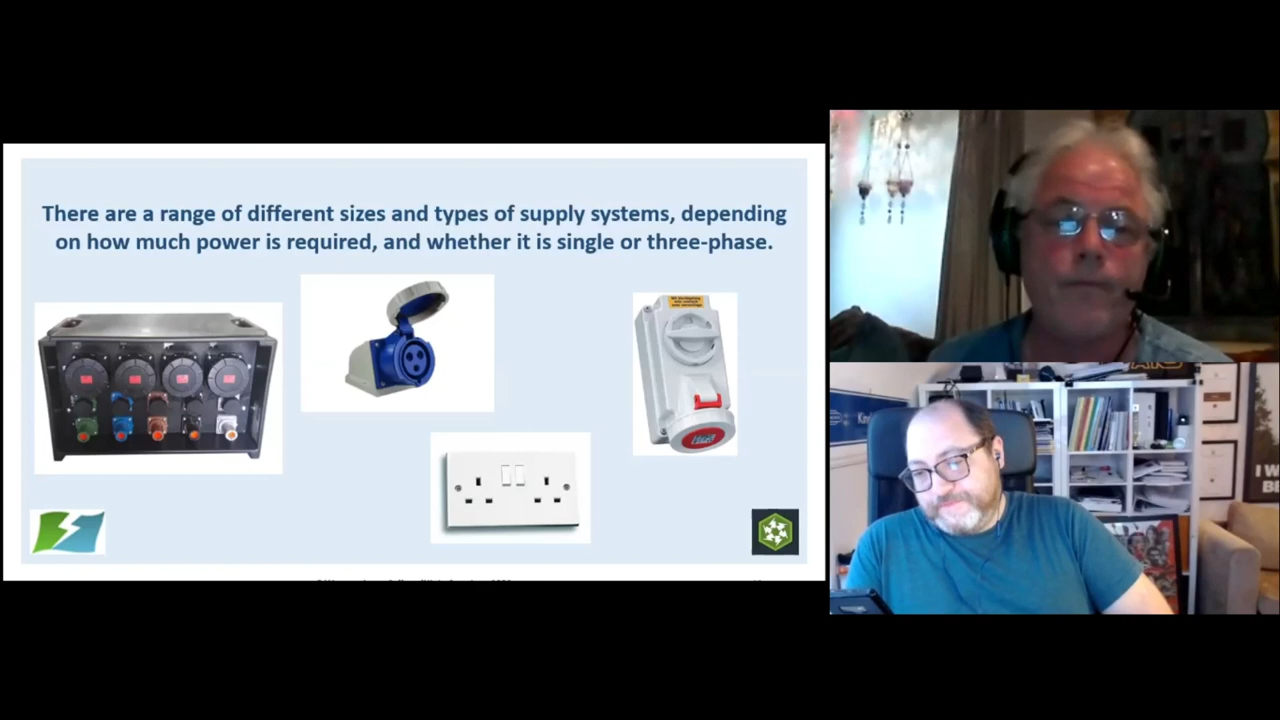 There are a range of different sizes and types of supply systems, depending
on how much power is required, and whether it is single or three-phase.